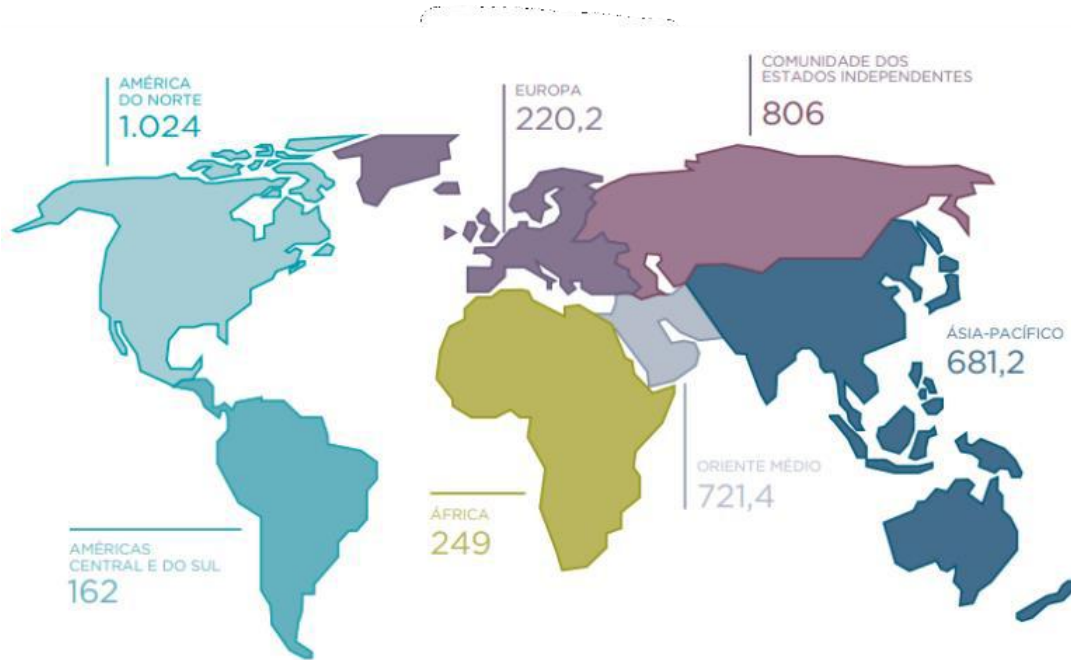 AMÉRICA
DO NORTE
1.024
EUROPA
220,2
COMUNIDADE DOS
ESTADOS INDEPENDENTES
806
ÁSIA-PACÍFICO
681,2
ORIENTE MÉDIO
721,4
ÁFRICA
249
AMÉRICAS
CENTRAL E DO SUL
162